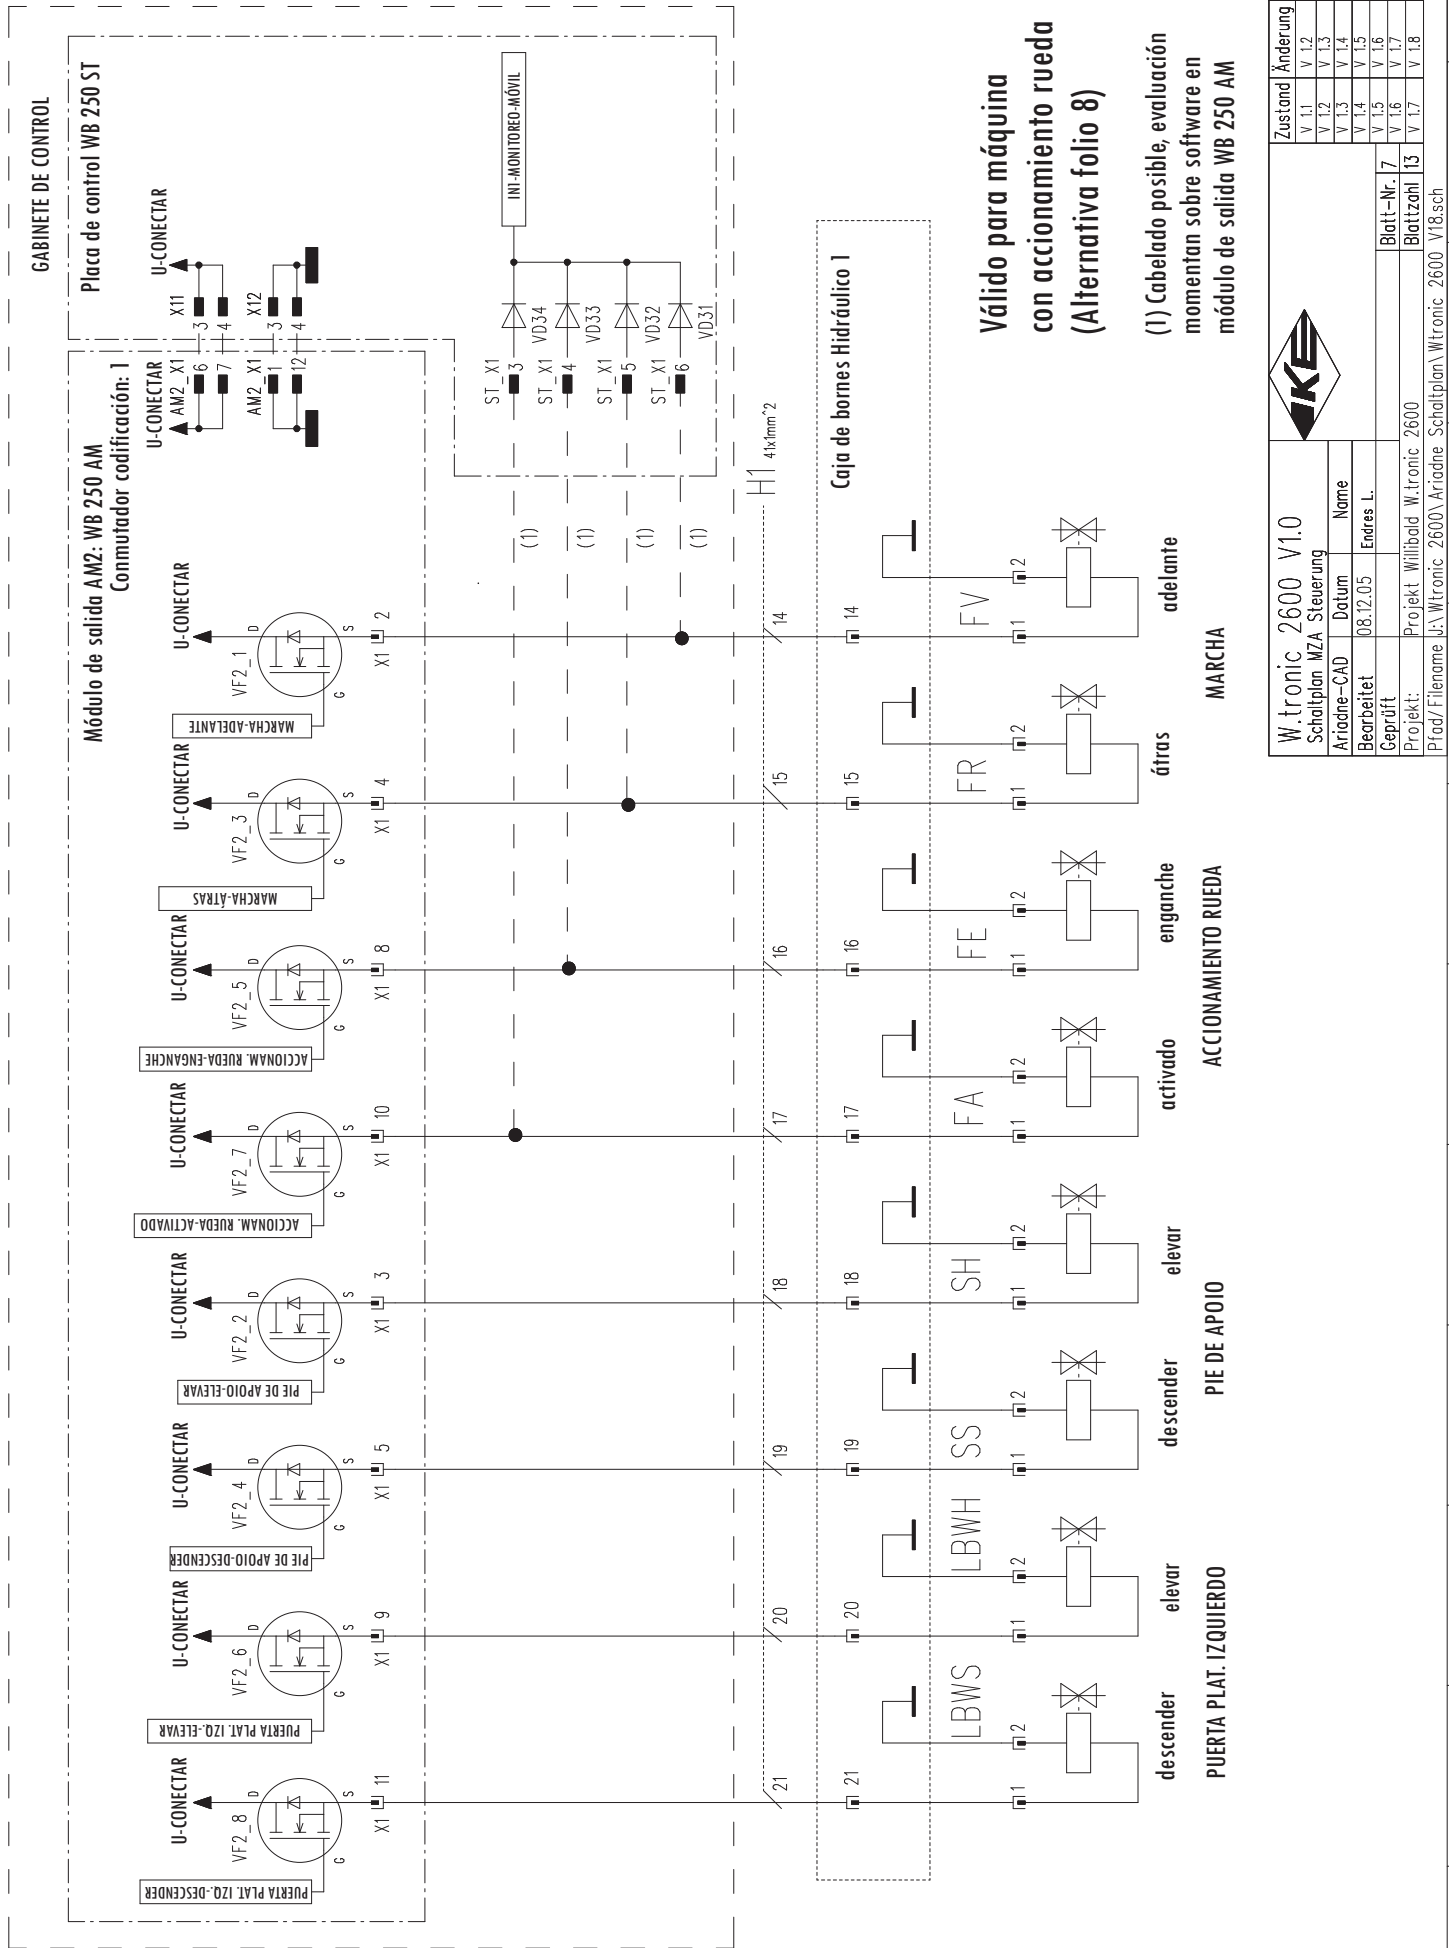 GABINETE DE CONTROL
Módulo de salida AM2: WB 250 AM
Conmutador codificación: 1
Placa de control WB 250 ST
U-CONECTAR
AM2_X1
6
7
3
4
X11
U-CONECTAR
AM2_X1
1
12
3
4
X12
PUERTA PLAT. IZQ.-DESCENDER
U-CONECTAR
VF2_8
D
S
G
X1
11
PUERTA PLAT. IZQ.-ELEVAR
U-CONECTAR
VF2_6
D
S
G
X1
9
PIE DE APOIO-DESCENDER
U-CONECTAR
VF2_4
D
S
G
X1
5
PIE DE APOIO-ELEVAR
U-CONECTAR
VF2_2
D
S
G
X1
3
ACCIONAM. RUEDA-ACTIVADO
U-CONECTAR
VF2_7
D
S
G
X1
10
ACCIONAM. RUEDA-ENGANCHE
U-CONECTAR
VF2_5
D
S
G
X1
8
MARCHA-ÁTRAS
U-CONECTAR
VF2_3
D
S
G
X1
4
MARCHA-ADELANTE
U-CONECTAR
VF2_1
D
S
G
X1
2
(1)
ST_X1
3
VD34
(1)
ST_X1
4
VD33
(1)
ST_X1
5
VD32
(1)
ST_X1
6
VD31
IN1-MONITOREO-MÓVIL
21
20
19
18
17
16
15
14
H1 41x1mm^2
21
20
19
18
17
16
15
14
Caja de bornes Hidráulico 1
LBWS
LBWH
SS
SH
FA
FE
FR
FV
1
2
1
2
1
2
1
2
1
2
1
2
1
2
1
2
descender
elevar
descender
elevar
activado
enganche
átras
adelante
PUERTA PLAT. IZQUIERDO
PIE DE APOIO
ACCIONAMIENTO RUEDA
MARCHA
Válido para máquina
con accionamiento rueda
(Alternativa folio 8)
(1) Cabelado posible, evaluación
momentan sobre software en
módulo de salida WB 250 AM
W.tronic 2600 V1.0
Schaltplan MZA Steuerung
Ariadne-CAD
Datum
Name
Bearbeitet
08.12.05
Endres L.
Geprüft
Projekt:
Projekt Willibald W.tronic 2600
Pfad/Filename J:\Wtronic 2600\Ariadne Schaltplan\Wtronic 2600 V18.sch
IKE
Blatt-Nr. 7
Blattzahl 13
Zustand
Änderung
V 1.1
V 1.2
V 1.2
V 1.3
V 1.3
V 1.4
V 1.4
V 1.5
V 1.5
V 1.6
V 1.6
V 1.7
V 1.7
V 1.8